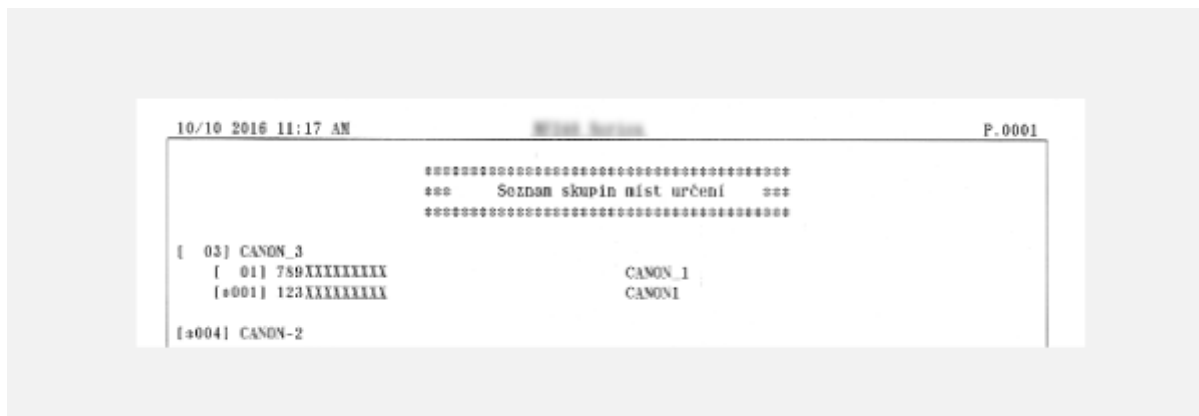 10/10 2016 11:17 AM P.0001
****************************************
*** Seznam skupin míst určení ***
****************************************
[ 03] CANON_3
[ 01] 789XXXXXXXXX CANON_1
[*001] 123XXXXXXXXX CANON1
[*004] CANON-2